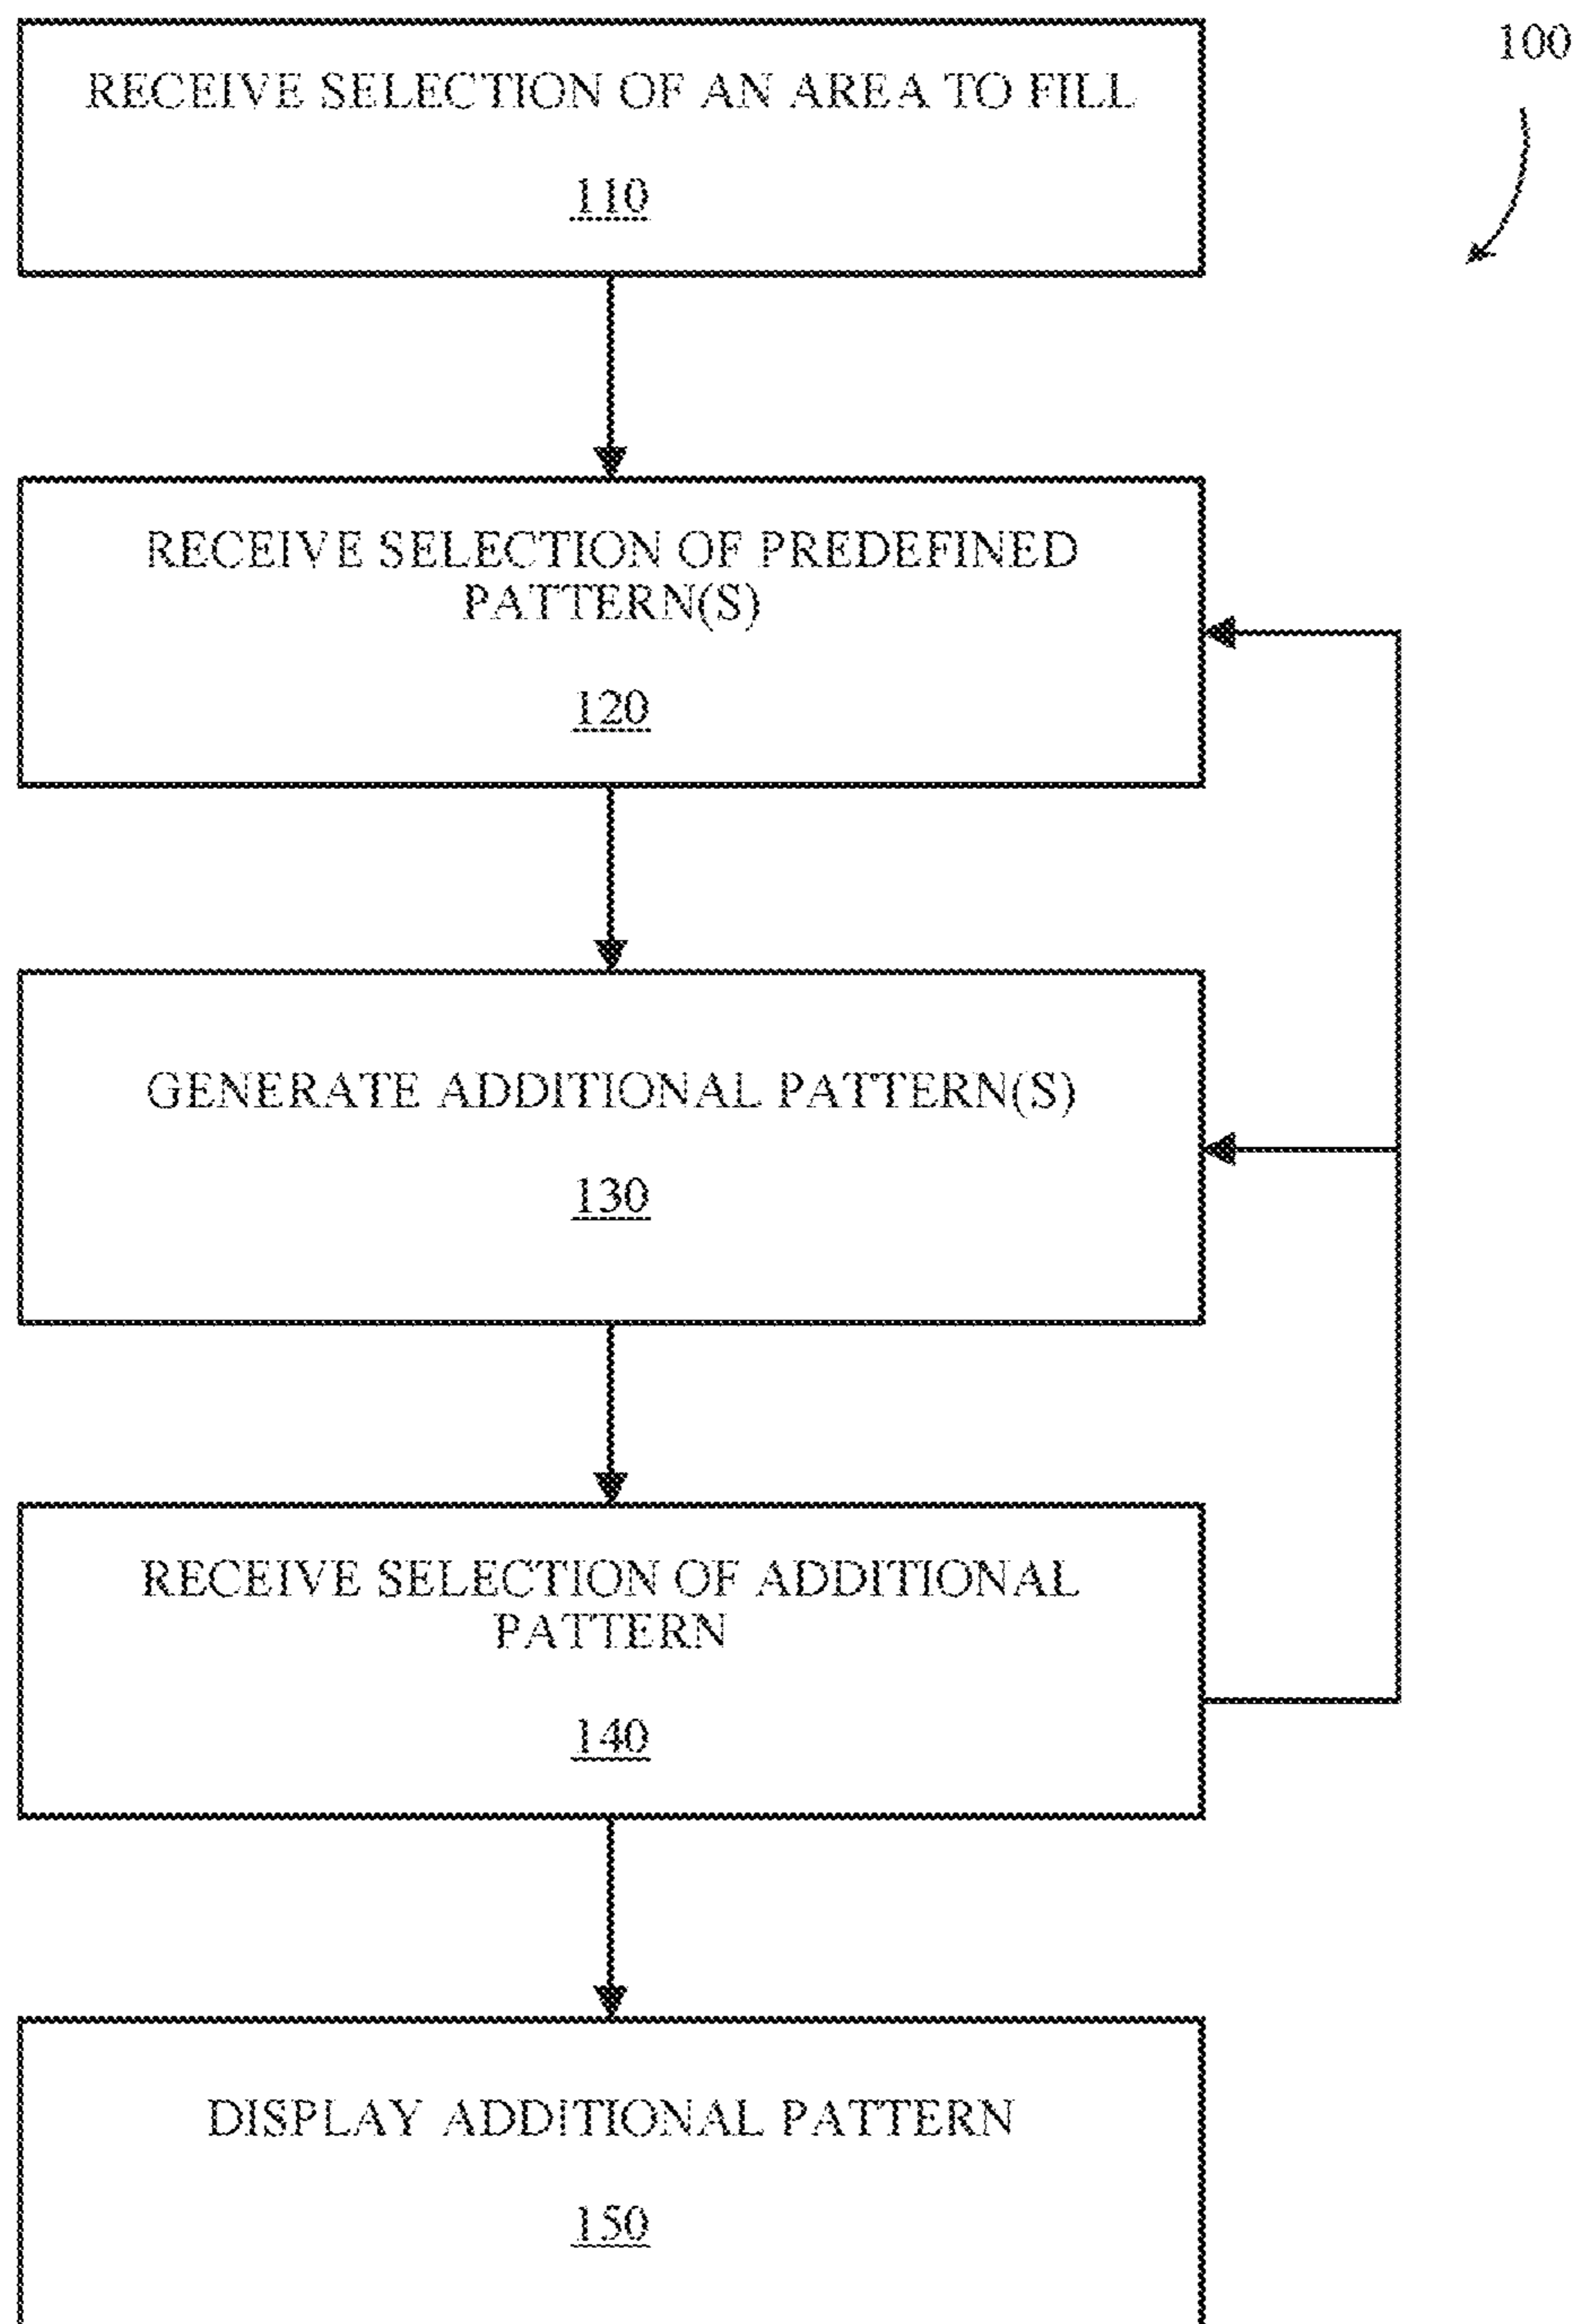 100
RECEIVE SELECTION OF AN AREA TO FILL
110
RECEIVE SELECTION OF PREDEFINED
PATTERN(S)
120
GENERATE ADDITIONAL PATTERN(S)
130
RECEIVE SELECTION OF ADDITIONAL
PATTERN
140
DISPLAY ADDITIONAL PATTERN
150